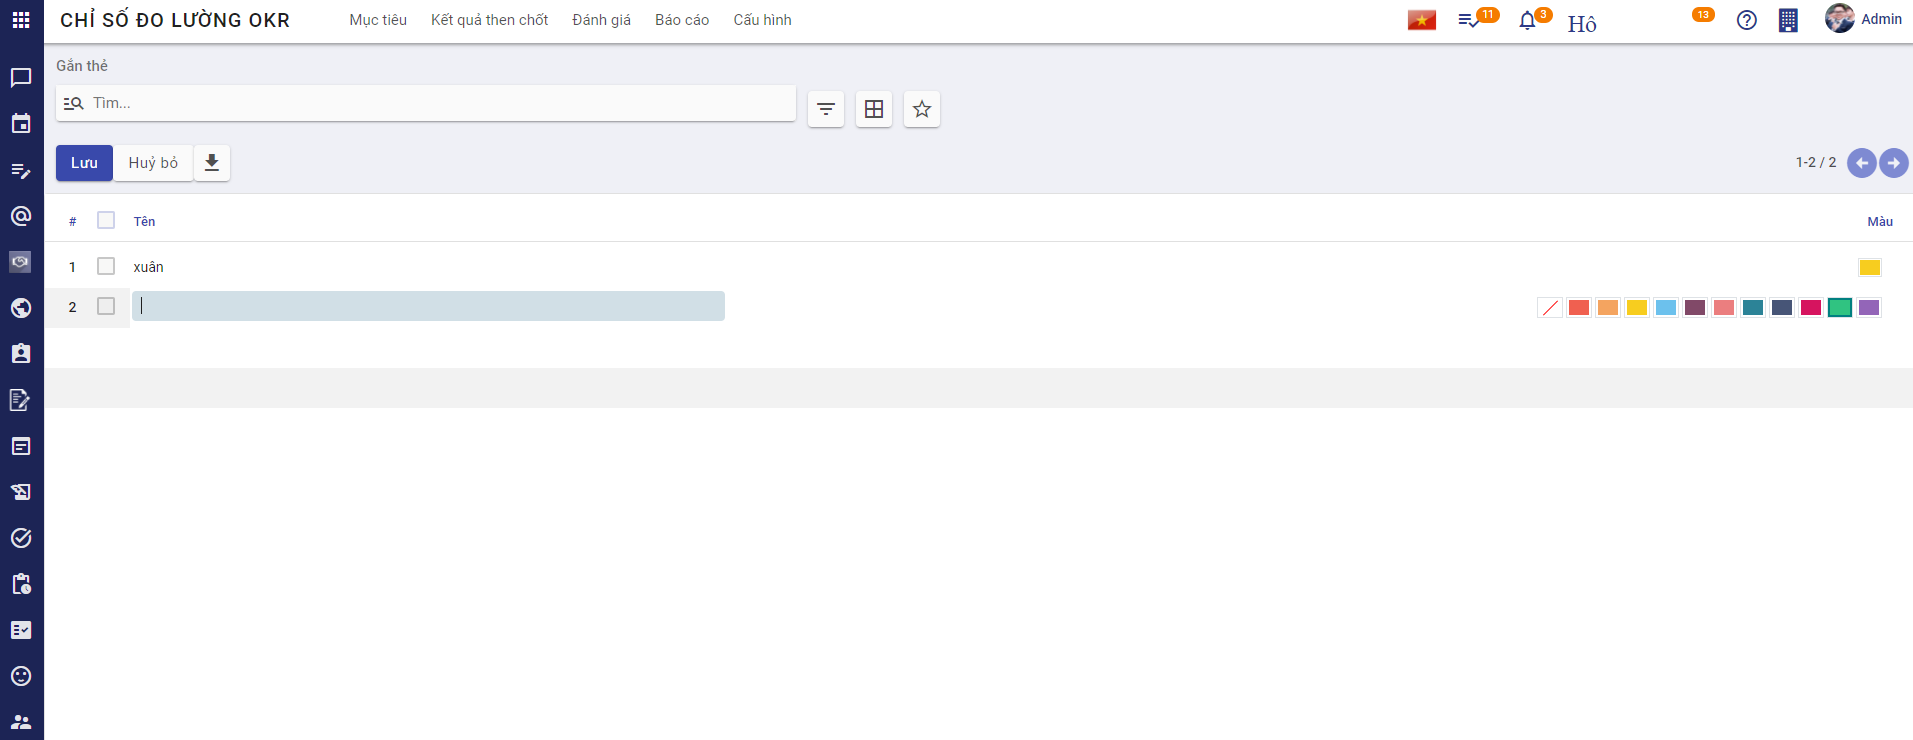 CHỈ SỐ ĐO LƯỜNG OKR Mục tiêu Kết quả then chốt Đánh giá Báo cáo Cấu hình 11 3 Hô 13 Admin
Gắn thẻ
Tìm...
Lưu Huỷ bỏ 1-2 / 2
# Tên Màu
1 xuân
2